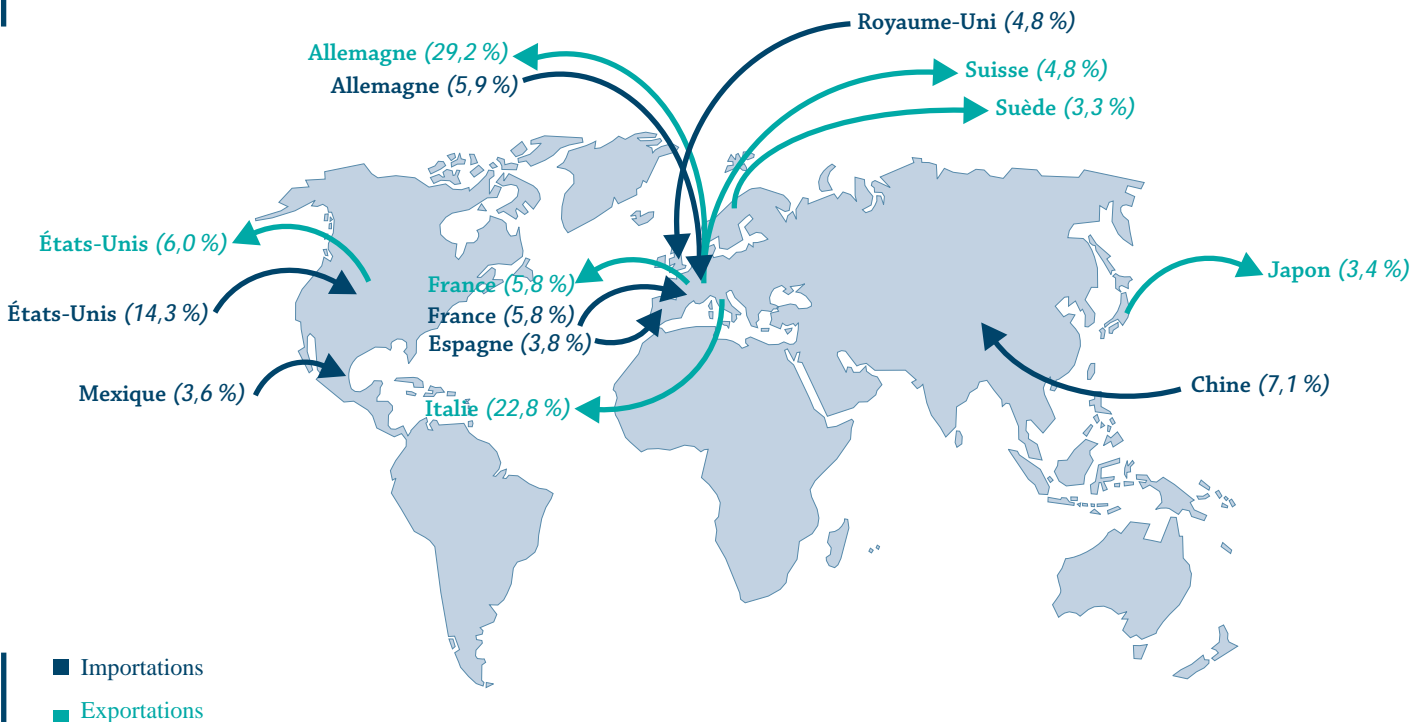 Royaume-Uni (4,8 %)
Allemagne (29,2 %)
Allemagne (5,9 %)
Suisse (4,8 %)
Suède (3,3 %)
États-Unis (6,0 %)
États-Unis (14,3 %)
France (5,8 %)
France (5,8 %)
Espagne (3,8 %)
Japon (3,4 %)
Mexique (3,6 %)
Chine (7,1 %)
Italie (22,8 %)
Importations
Exportations